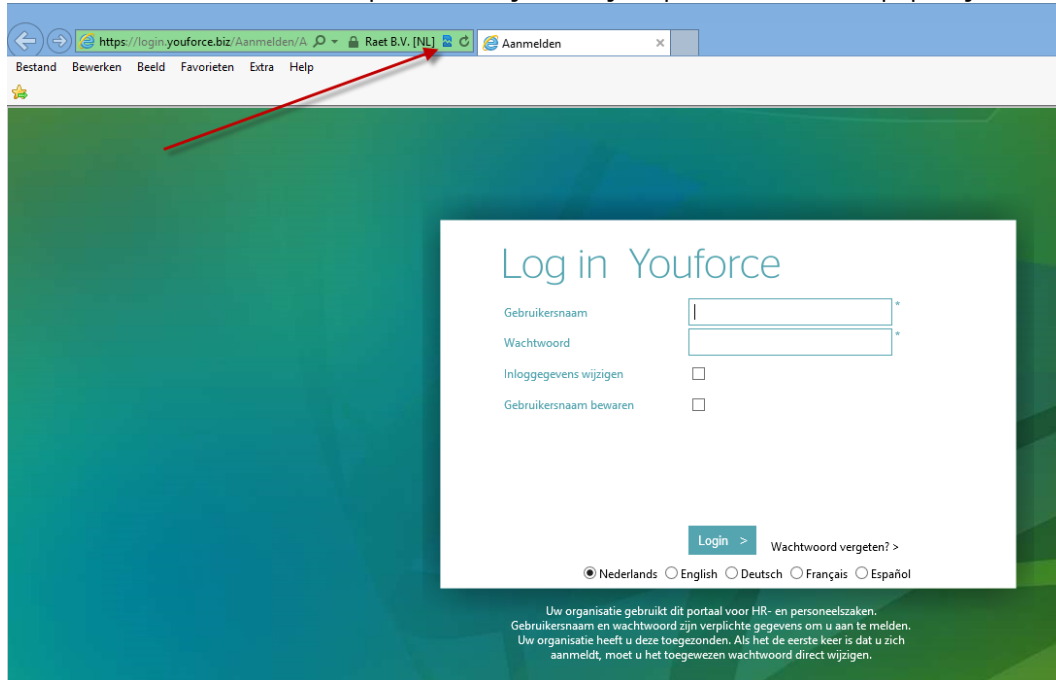 https://login.youforce.biz/Aanmelden/A Raet B.V. [NL] Aanmelden
Bestand Bewerken Beeld Favorieten Extra Help
Log in Youforce
Gebruikersnaam *
Wachtwoord *
Inloggegevens wijzigen
Gebruikersnaam bewaren
Login > Wachtwoord vergeten? >
Nederlands English Deutsch Français Español
Uw organisatie gebruikt dit portaal voor HR- en personeelszaken.
Gebruikersnaam en wachtwoord zijn verplichte gegevens om u aan te melden.
Uw organisatie heeft u deze toegezonden. Als het de eerste keer is dat u zich
aanmeldt, moet u het toegewezen wachtwoord direct wijzigen.